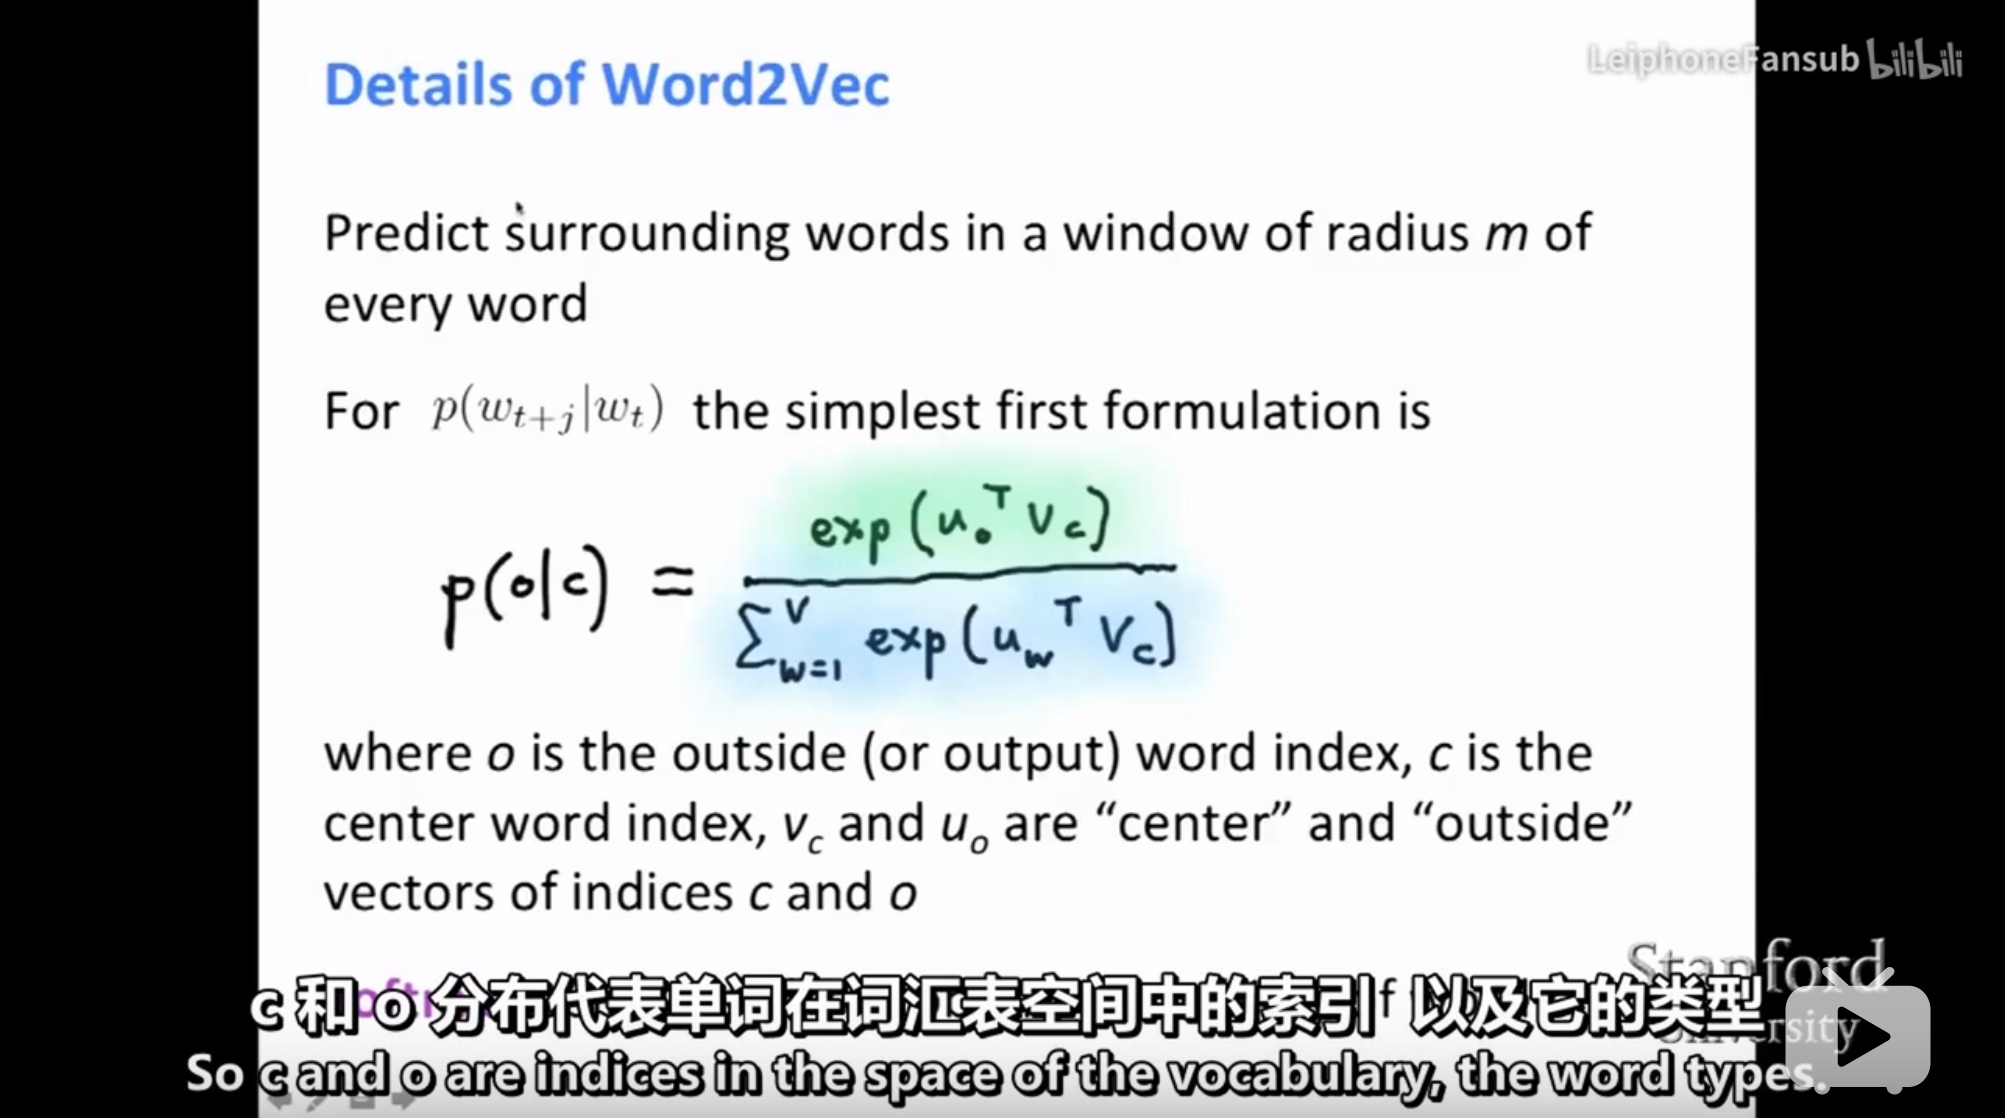 LeiphoneFansub bilibili
Details of Word2Vec
Predict surrounding words in a window of radius m of
every word
For p(w_{t+j}|w_t) the simplest first formulation is
p(o|c) = exp(u_o^T v_c) / Σ_{w=1}^V exp(u_w^T v_c)
where o is the outside (or output) word index, c is the
center word index, v_c and u_o are “center” and “outside”
vectors of indices c and o
Stanford
University
c 和 o 分布代表单词在词汇表空间中的索引 以及它的类型
So c and o are indices in the space of the vocabulary, the word types.